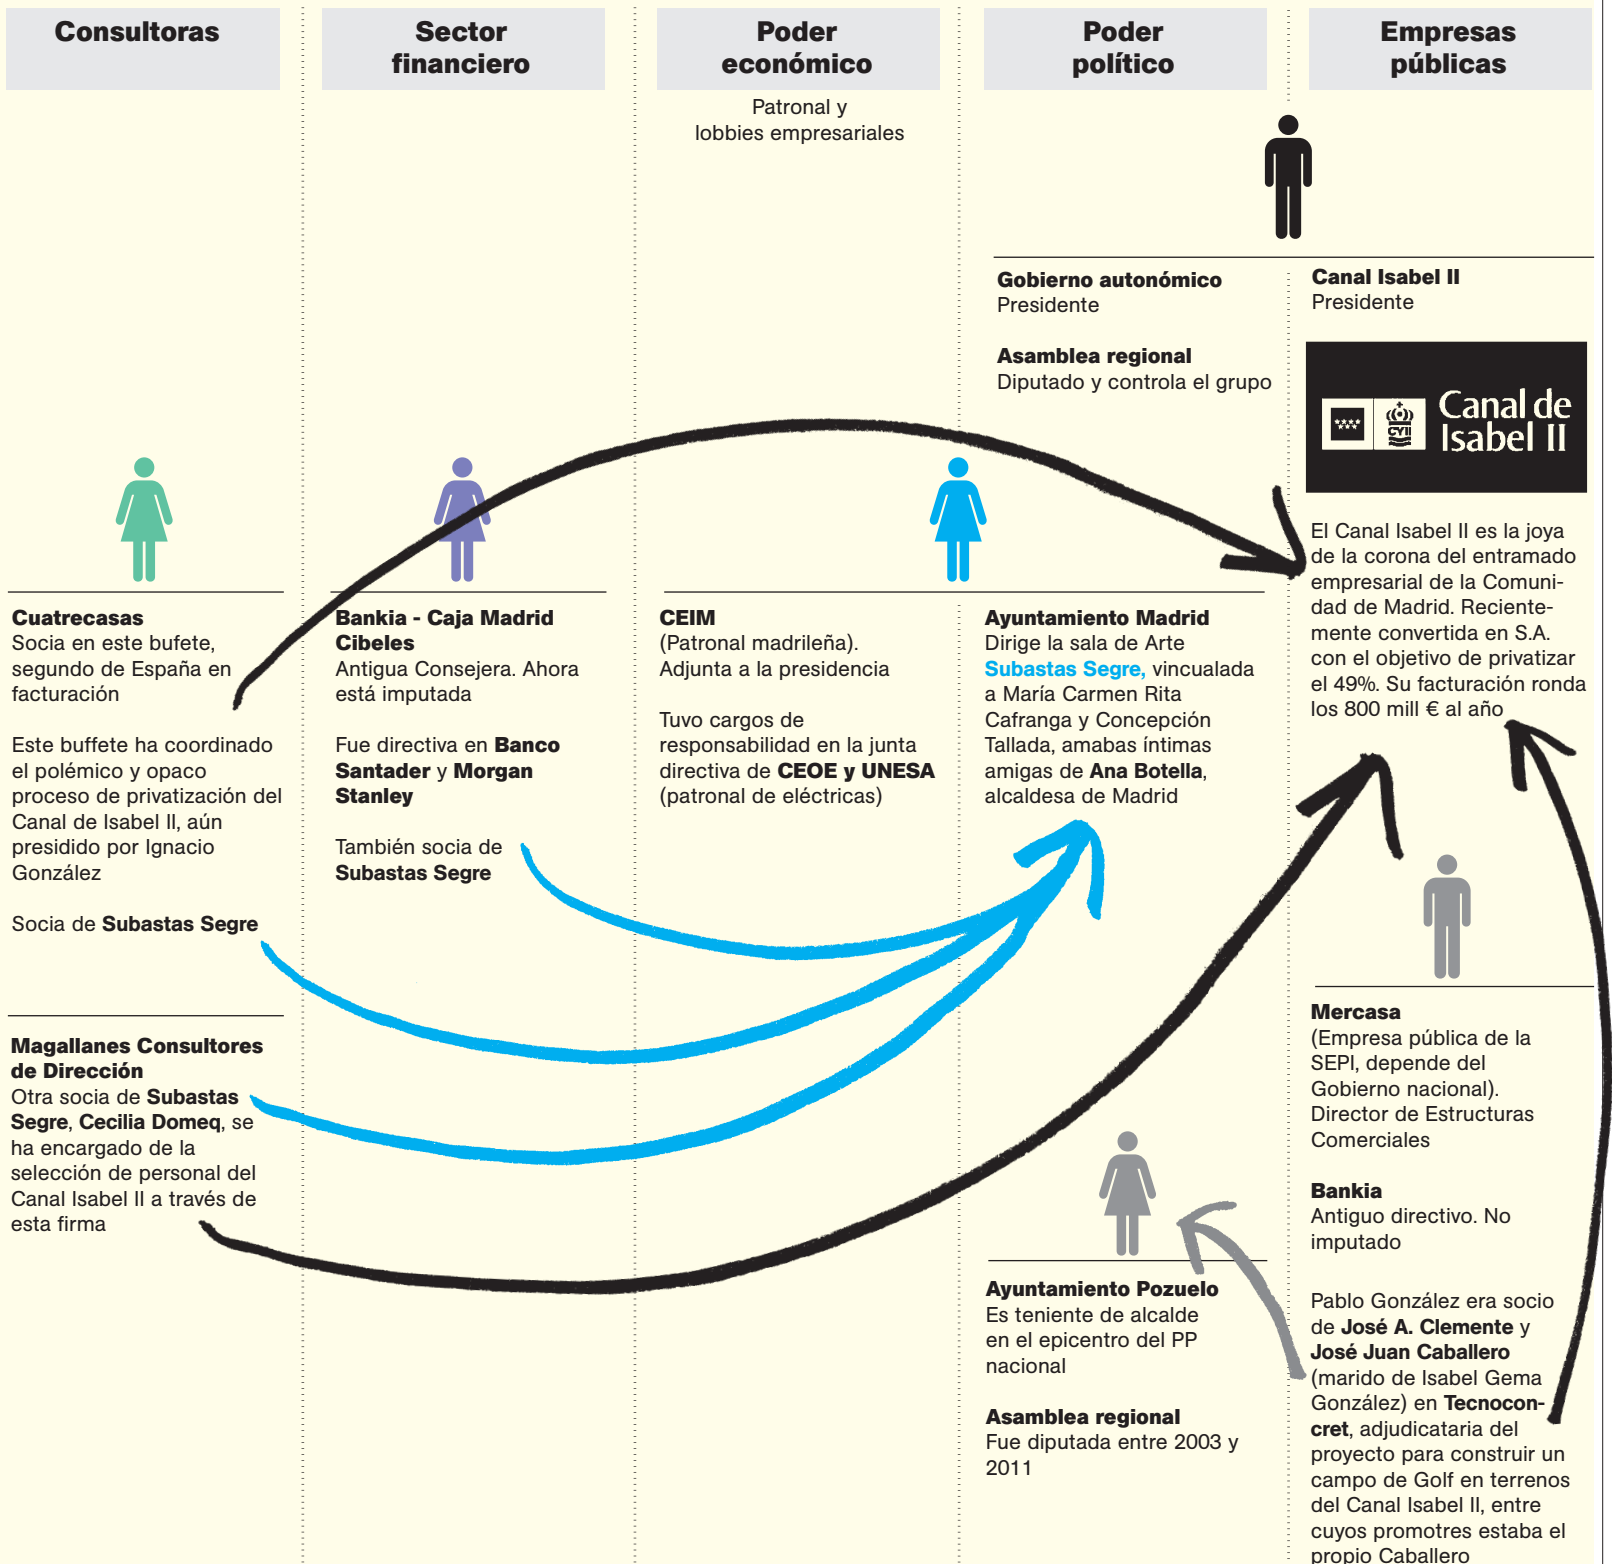 Consultoras
Sector
financiero
Poder
económico
Patronal y
lobbies empresariales
Poder
político
Empresas
públicas
Gobierno autonómico
Presidente
Asamblea regional
Diputado y controla el grupo
Canal Isabel II
Presidente
CYII
Canal de
Isabel II
El Canal Isabel II es la joya
de la corona del entramado
empresarial de la Comuni-
dad de Madrid. Reciente-
mente convertida en S.A.
con el objetivo de privatizar
el 49%. Su facturación ronda
los 800 mill € al año
Cuatrecasas
Socia en este bufete,
segundo de España en
facturación
Este buffete ha coordinado
el polémico y opaco
proceso de privatización del
Canal de Isabel II, aún
presidido por Ignacio
González
Socia de Subastas Segre
Magallanes Consultores
de Dirección
Otra socia de Subastas
Segre, Cecilia Domeq, se
ha encargado de la
selección de personal del
Canal Isabel II a través de
esta firma
Bankia - Caja Madrid
Cibeles
Antigua Consejera. Ahora
está imputada
Fue directiva en Banco
Santader y Morgan
Stanley
También socia de
Subastas Segre
CEIM
(Patronal madrileña).
Adjunta a la presidencia
Tuvo cargos de
responsabilidad en la junta
directiva de CEOE y UNESA
(patronal de eléctricas)
Ayuntamiento Madrid
Dirige la sala de Arte
Subastas Segre, vincualada
a María Carmen Rita
Cafranga y Concepción
Tallada, amabas íntimas
amigas de Ana Botella,
alcaldesa de Madrid
Ayuntamiento Pozuelo
Es teniente de alcalde
en el epicentro del PP
nacional
Asamblea regional
Fue diputada entre 2003 y
2011
Mercasa
(Empresa pública de la
SEPI, depende del
Gobierno nacional).
Director de Estructuras
Comerciales
Bankia
Antiguo directivo. No
imputado
Pablo González era socio
de José A. Clemente y
José Juan Caballero
(marido de Isabel Gema
González) en Tecnocon-
cret, adjudicataria del
proyecto para construir un
campo de Golf en terrenos
del Canal Isabel II, entre
cuyos promotres estaba el
propio Caballero